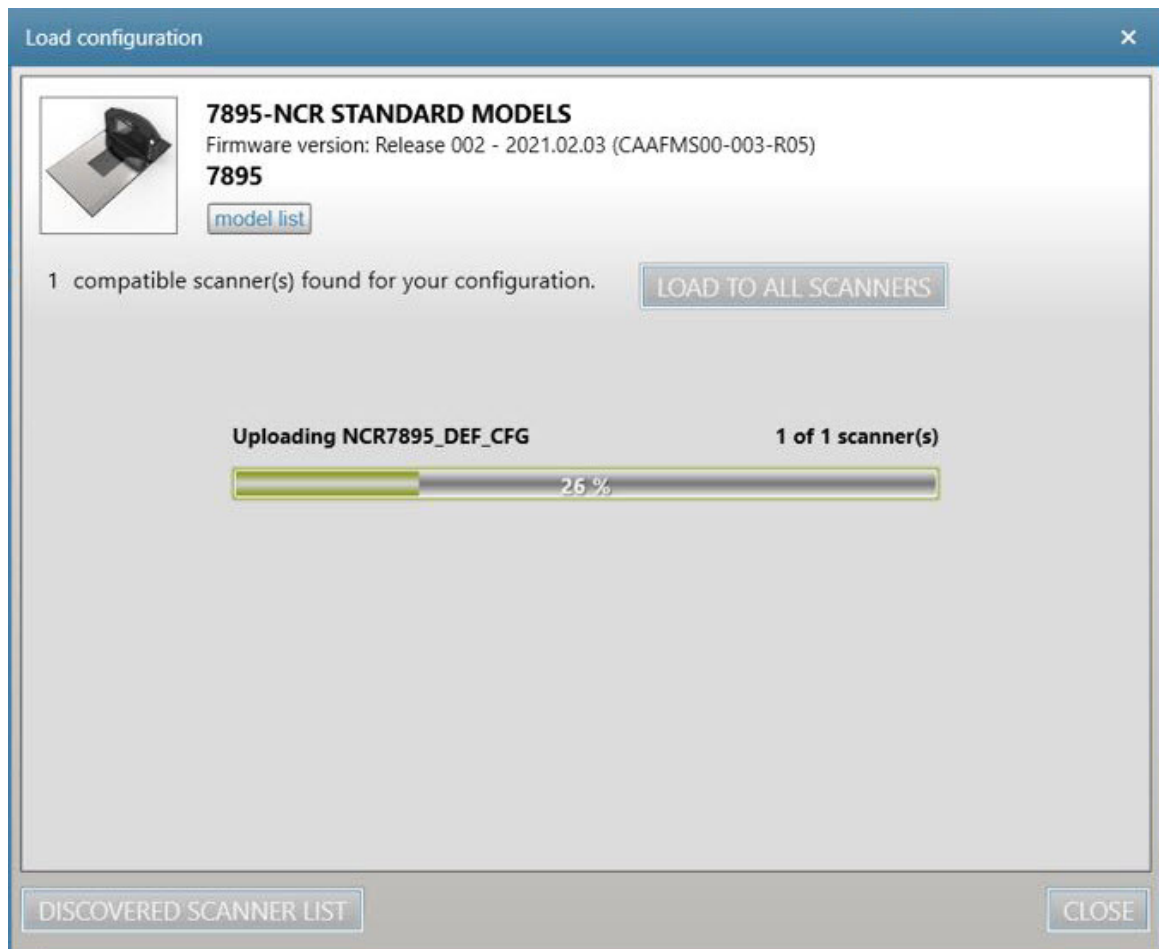 Load configuration
7895-NCR STANDARD MODELS
Firmware version: Release 002 - 2021.02.03 (CAAFMS00-003-R05)
7895
model list
1 compatible scanner(s) found for your configuration.
LOAD TO ALL SCANNERS
Uploading NCR7895_DEF_CFG
1 of 1 scanner(s)
26 %
DISCOVERED SCANNER LIST
CLOSE